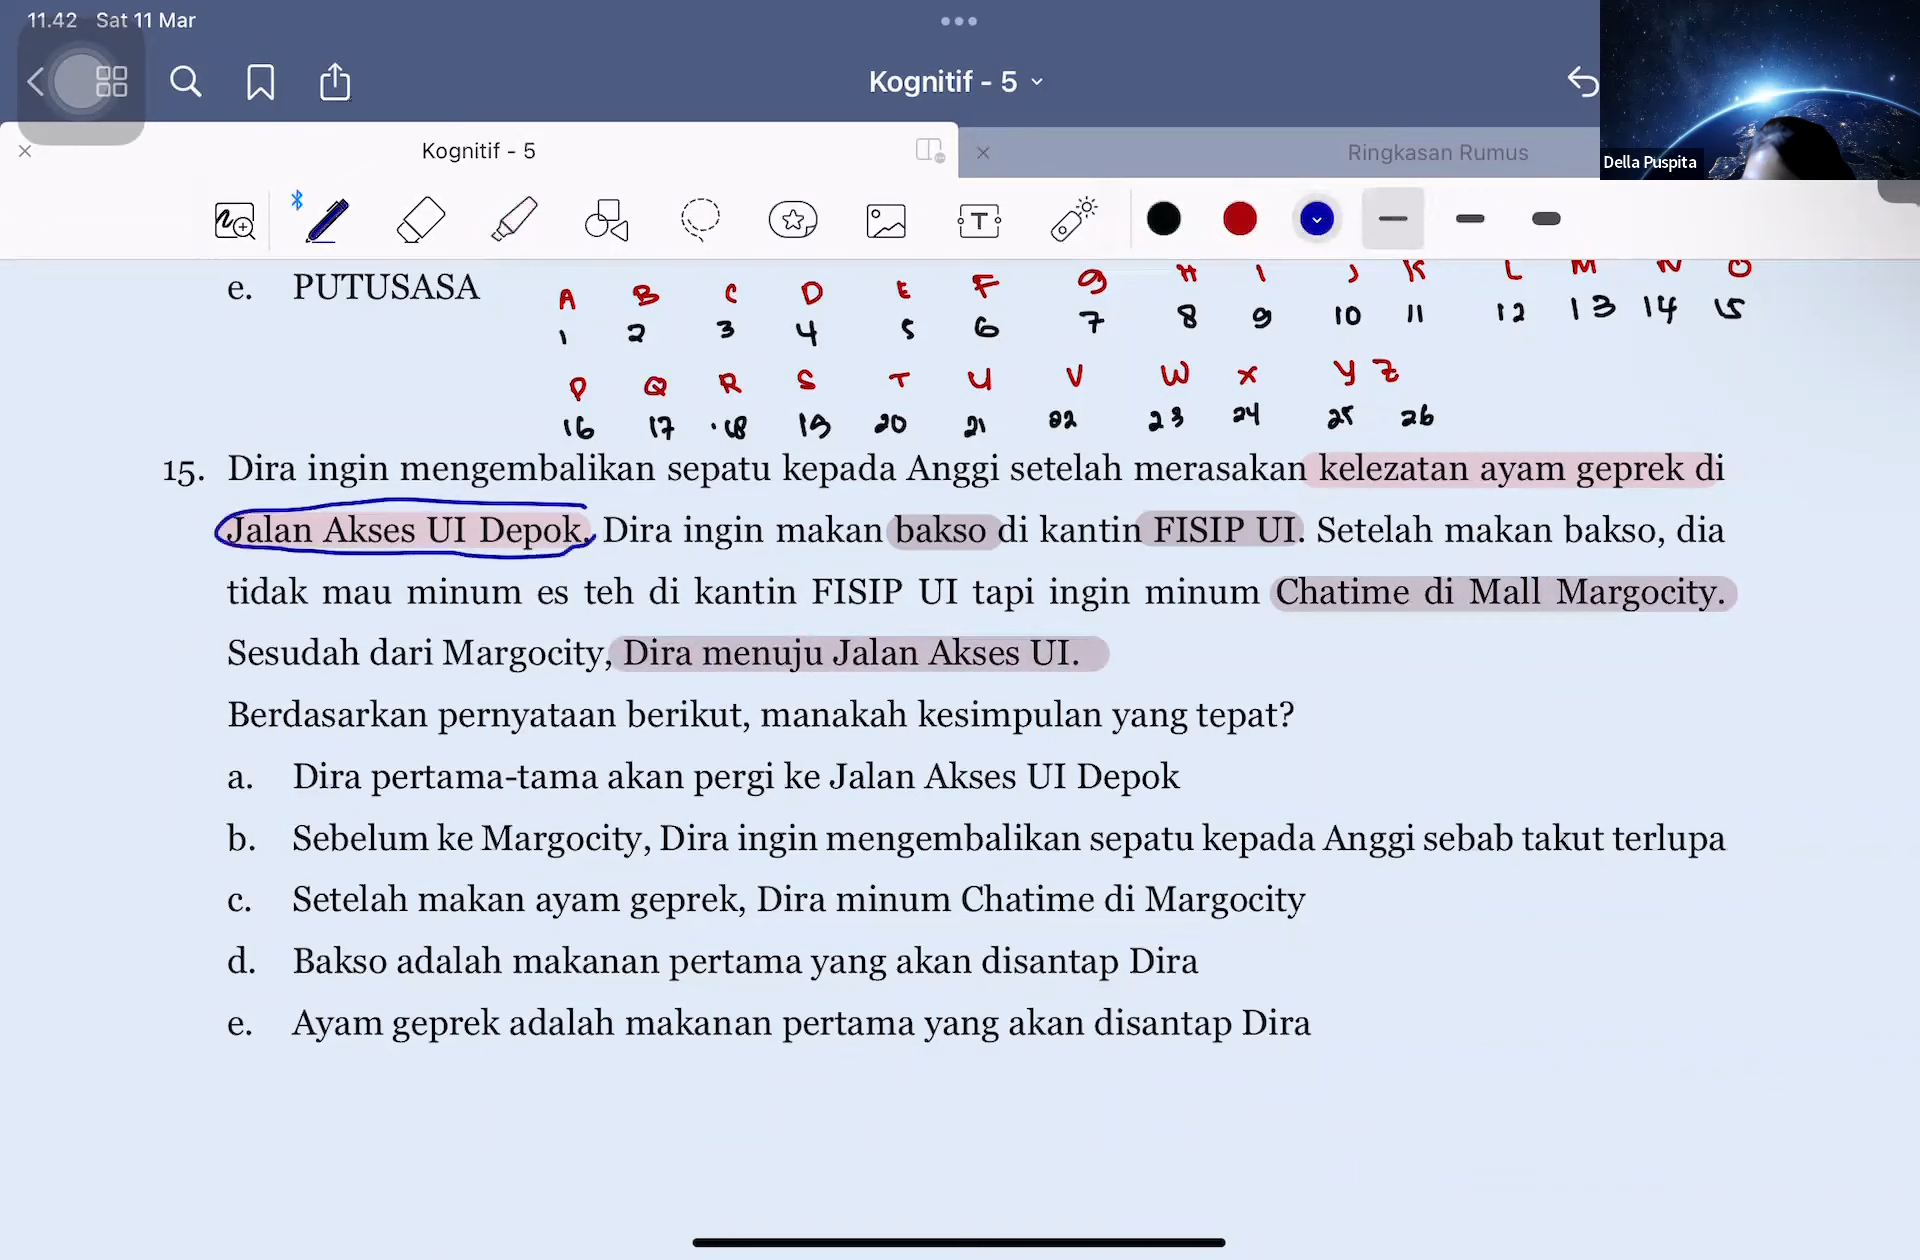 11.42 Sat 11 Mar
Kognitif - 5
Kognitif - 5
Ringkasan Rumus
Della Puspita
T
e. PUTUSASA
A B C D E F G H I J K L M N O
1 2 3 4 5 6 7 8 9 10 11 12 13 14 15
P Q R S T U V W X Y Z
16 17 18 19 20 21 22 23 24 25 26
15. Dira ingin mengembalikan sepatu kepada Anggi setelah merasakan kelezatan ayam geprek di
Jalan Akses UI Depok. Dira ingin makan bakso di kantin FISIP UI. Setelah makan bakso, dia
tidak mau minum es teh di kantin FISIP UI tapi ingin minum Chatime di Mall Margocity.
Sesudah dari Margocity, Dira menuju Jalan Akses UI.
Berdasarkan pernyataan berikut, manakah kesimpulan yang tepat?
a. Dira pertama-tama akan pergi ke Jalan Akses UI Depok
b. Sebelum ke Margocity, Dira ingin mengembalikan sepatu kepada Anggi sebab takut terlupa
c. Setelah makan ayam geprek, Dira minum Chatime di Margocity
d. Bakso adalah makanan pertama yang akan disantap Dira
e. Ayam geprek adalah makanan pertama yang akan disantap Dira